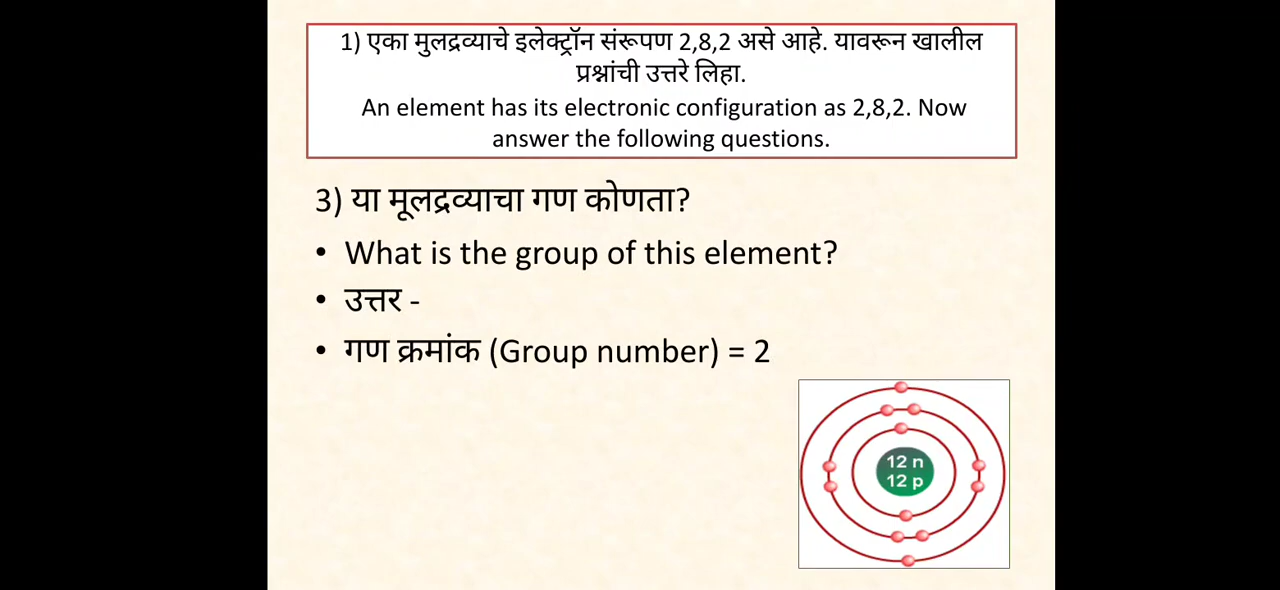 1) एका मुलद्रव्याचे इलेक्ट्रॉन संरूपण 2,8,2 असे आहे. यावरून खालील
प्रश्नांची उत्तरे लिहा.
An element has its electronic configuration as 2,8,2. Now
answer the following questions.
3) या मूलद्रव्याचा गण कोणता?
• What is the group of this element?
• उत्तर -
• गण क्रमांक (Group number) = 2
12 n
12 p